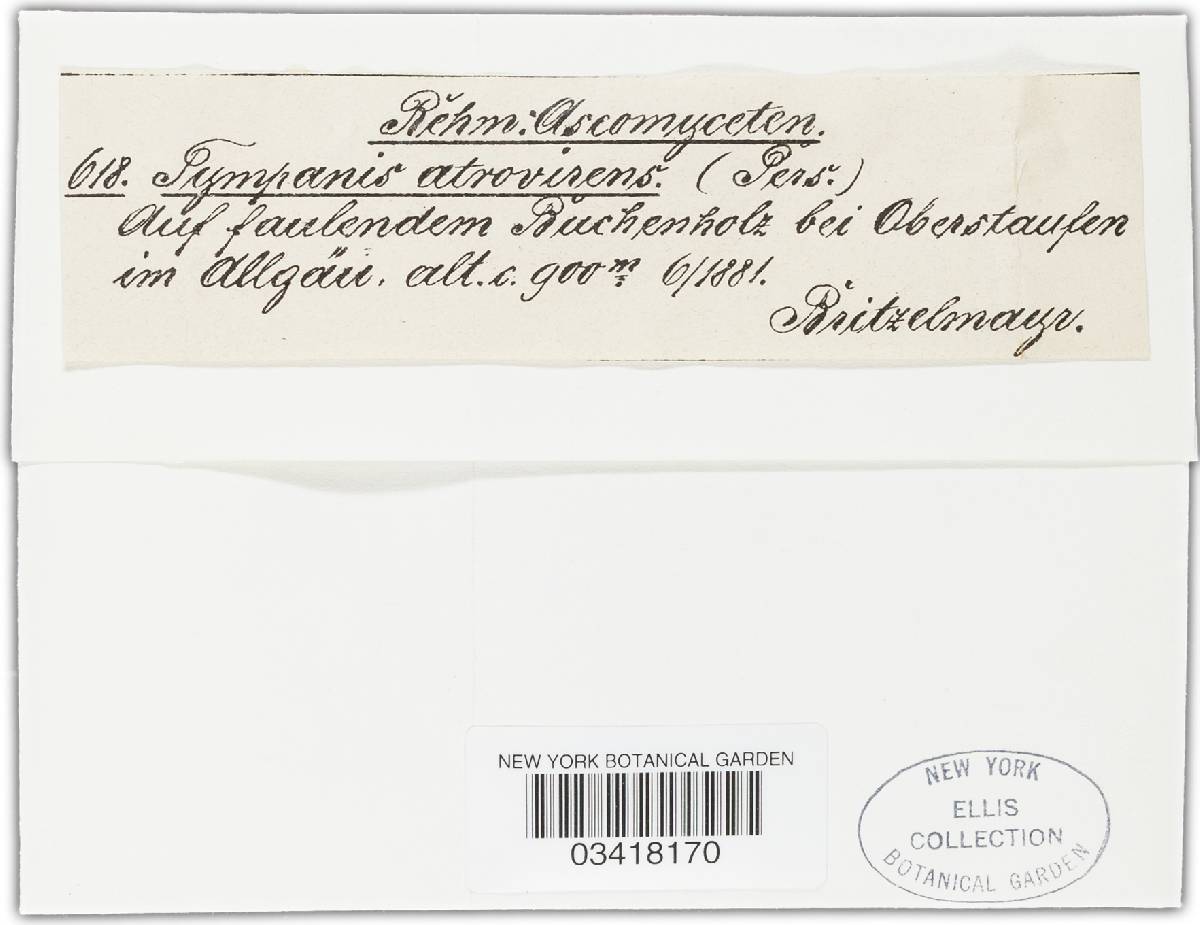 Rehm: Ascomyceten.
618. Tympanis atrovirens. (Pers.)
Auf faulendem Buchenholz bei Oberstaufen
im Allgäu. alt. c. 900 m 6/1881.
Britzelmayr.
NEW YORK BOTANICAL GARDEN
03418170
NEW YORK
ELLIS
COLLECTION
BOTANICAL GARDEN